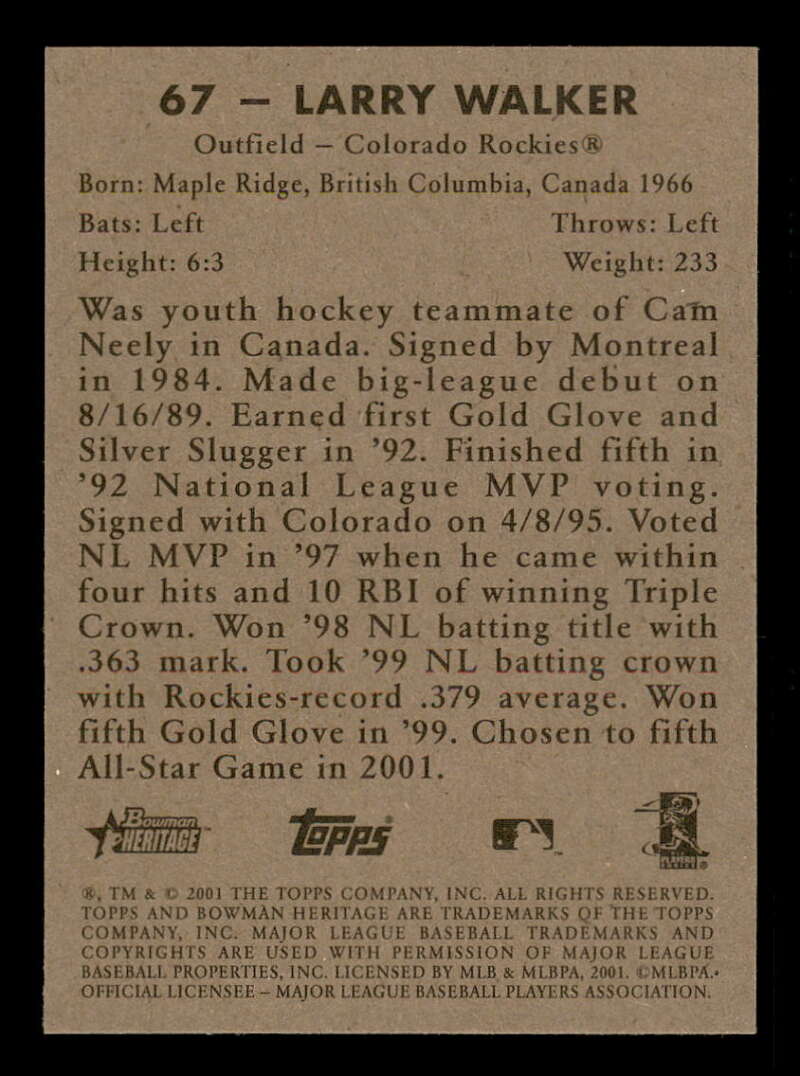 67 – LARRY WALKER
Outfield – Colorado Rockies®
Born: Maple Ridge, British Columbia, Canada 1966
Bats: Left Throws: Left
Height: 6:3 Weight: 233
Was youth hockey teammate of Cam
Neely in Canada. Signed by Montreal
in 1984. Made big-league debut on
8/16/89. Earned first Gold Glove and
Silver Slugger in ’92. Finished fifth in
’92 National League MVP voting.
Signed with Colorado on 4/8/95. Voted
NL MVP in ’97 when he came within
four hits and 10 RBI of winning Triple
Crown. Won ’98 NL batting title with
.363 mark. Took ’99 NL batting crown
with Rockies-record .379 average. Won
fifth Gold Glove in ’99. Chosen to fifth
All-Star Game in 2001.
Bowman HERITAGE™ Topps ™ ®
®, TM & © 2001 THE TOPPS COMPANY, INC. ALL RIGHTS RESERVED.
TOPPS AND BOWMAN HERITAGE ARE TRADEMARKS OF THE TOPPS
COMPANY, INC. MAJOR LEAGUE BASEBALL TRADEMARKS AND
COPYRIGHTS ARE USED WITH PERMISSION OF MAJOR LEAGUE
BASEBALL PROPERTIES, INC. LICENSED BY MLB & MLBPA, 2001. ©MLBPA.
OFFICIAL LICENSEE – MAJOR LEAGUE BASEBALL PLAYERS ASSOCIATION.